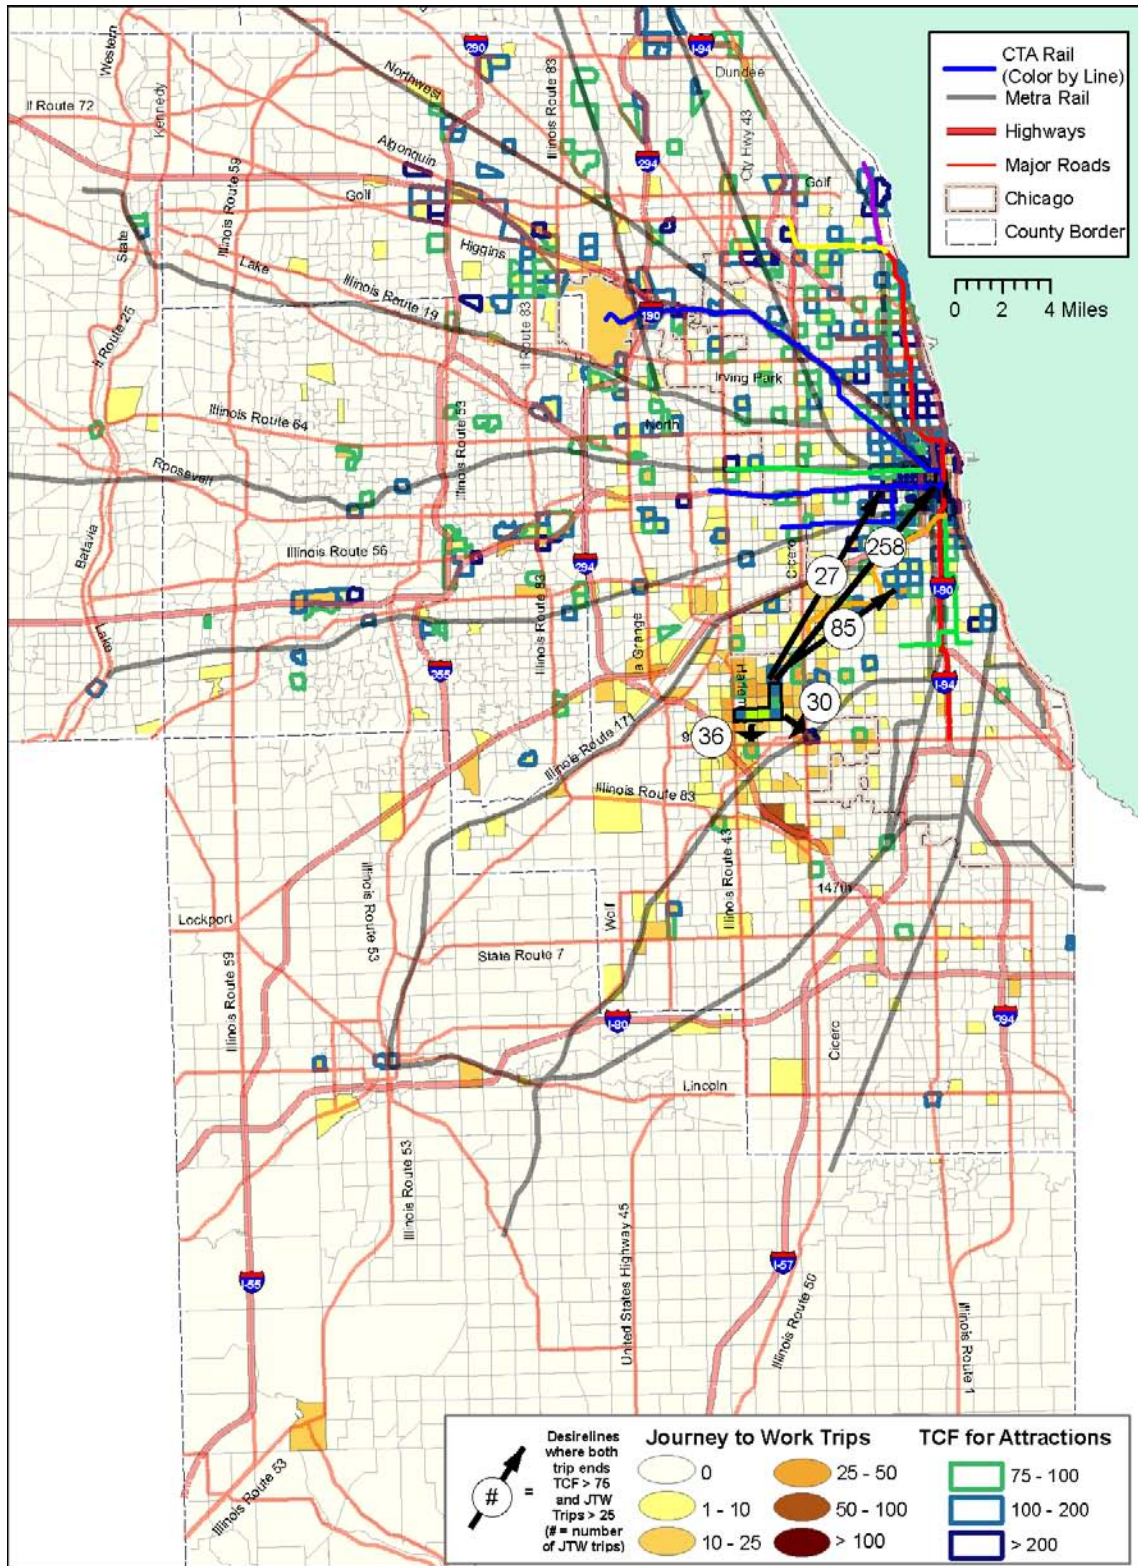 290
I-94
Dundee
Western
Kennedy
Northwest
Illinois Route 83
Cty Hwy 43
Il Route 72
Algonquin
Illinois Route 59
294
Golf
Golf
State
Higgins
Lake
Illinois Route 19
190
Il Route 83
Il Route 25
Irving Park
Illinois Route 64
Illinois Route 53
North
Roosevelt
Illinois Route 56
Batavia
Lake
294
Illinois Route 83
la Grange
Cicero
258
27
I-90
85
355
Harlem
I-94
30
36
Illinois Route 171
Illinois Route 83
Illinois Route 53
Illinois Route 43
147th
Lockport
Wolf
State Route 7
Illinois Route 59
I-80
394
Cicero
Lincoln
Illinois Route 53
United States Highway 45
I-55
I-57
Illinois Route 50
Illinois Route 1
Illinois Route 53
CTA Rail
(Color by Line)
Metra Rail
Highways
Major Roads
Chicago
County Border
0 2 4 Miles
Desirelines
where both
trip ends
TCF > 75
and JTW
Trips > 25
(# = number
of JTW trips)
# =
Journey to Work Trips
0
1 - 10
10 - 25
25 - 50
50 - 100
> 100
TCF for Attractions
75 - 100
100 - 200
> 200